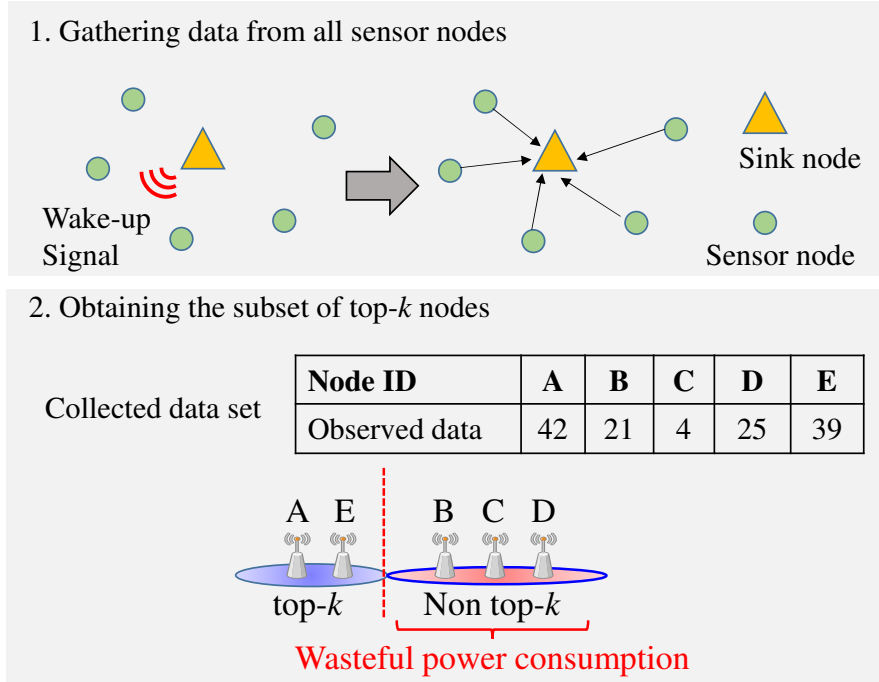 1. Gathering data from all sensor nodes
Wake-up
Signal
Sink node
Sensor node
2. Obtaining the subset of top-k nodes
Collected data set
Node ID A B C D E
Observed data 42 21 4 25 39
A E B C D
top-k Non top-k
Wasteful power consumption